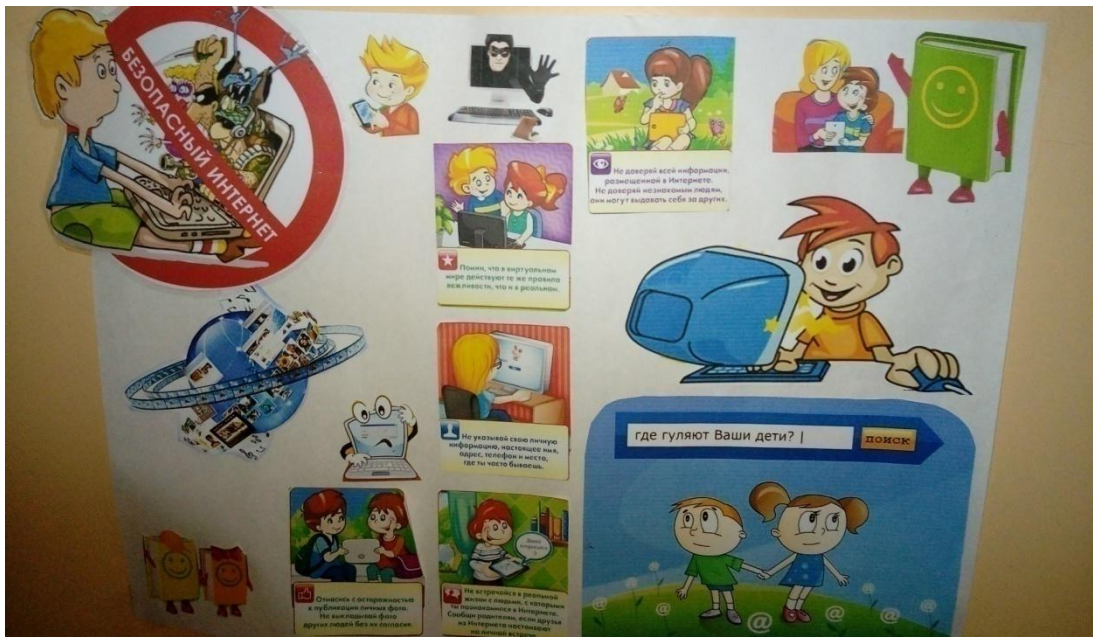 БЕЗОПАСНЫЙ ИНТЕРНЕТ
Не доверяй всей информации,
размещенной в Интернете.
Не доверяй незнакомым людям,
они могут выдавать себя за других.
Помни, что в виртуальном
мире действуют те же правила
вежливости, что и в реальном.
Не указывай свою личную
информацию, настоящее имя,
адрес, телефон и места,
где ты часто бываешь.
где гуляют Ваши дети? |
поиск
Отнесись с осторожностью
к публикации личных фото.
Не выкладывай фото
других людей без их согласия.
Давай
встретимся
:)
Не встречайся в реальной
жизни с людьми, с которыми
ты познакомился в Интернете.
Сообщи родителям, если друзья
из Интернета настаивают
на личной встрече.
@
@
@
@
@
@